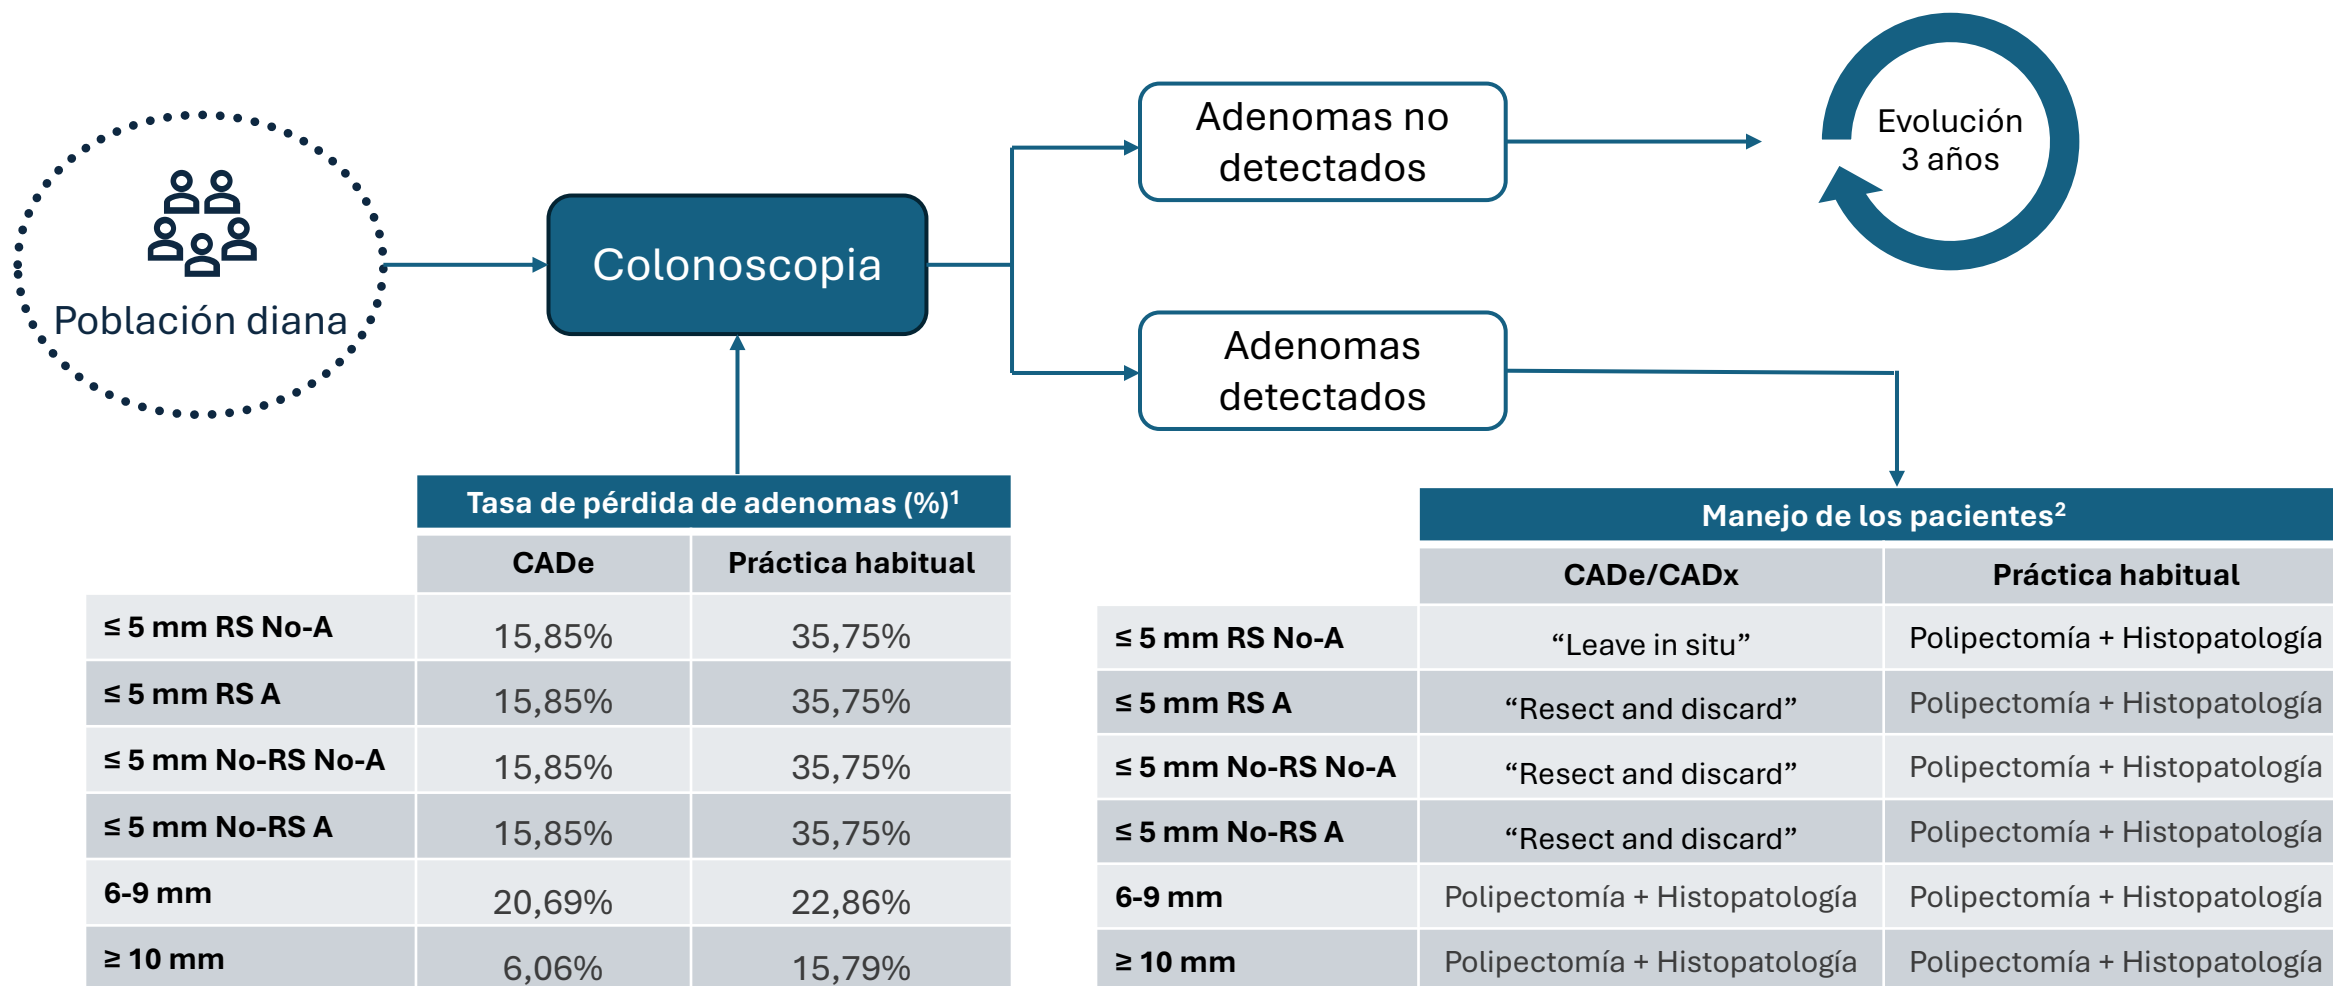 Población diana
Colonoscopia
Adenomas no
detectados
Evolución
3 años
Adenomas
detectados
Tasa de pérdida de adenomas (%)¹
CADe Práctica habitual
≤ 5 mm RS No-A 15,85% 35,75%
≤ 5 mm RS A 15,85% 35,75%
≤ 5 mm No-RS No-A 15,85% 35,75%
≤ 5 mm No-RS A 15,85% 35,75%
6-9 mm 20,69% 22,86%
≥ 10 mm 6,06% 15,79%
Manejo de los pacientes²
CADe/CADx Práctica habitual
≤ 5 mm RS No-A “Leave in situ” Polipectomía + Histopatología
≤ 5 mm RS A “Resect and discard” Polipectomía + Histopatología
≤ 5 mm No-RS No-A “Resect and discard” Polipectomía + Histopatología
≤ 5 mm No-RS A “Resect and discard” Polipectomía + Histopatología
6-9 mm Polipectomía + Histopatología Polipectomía + Histopatología
≥ 10 mm Polipectomía + Histopatología Polipectomía + Histopatología